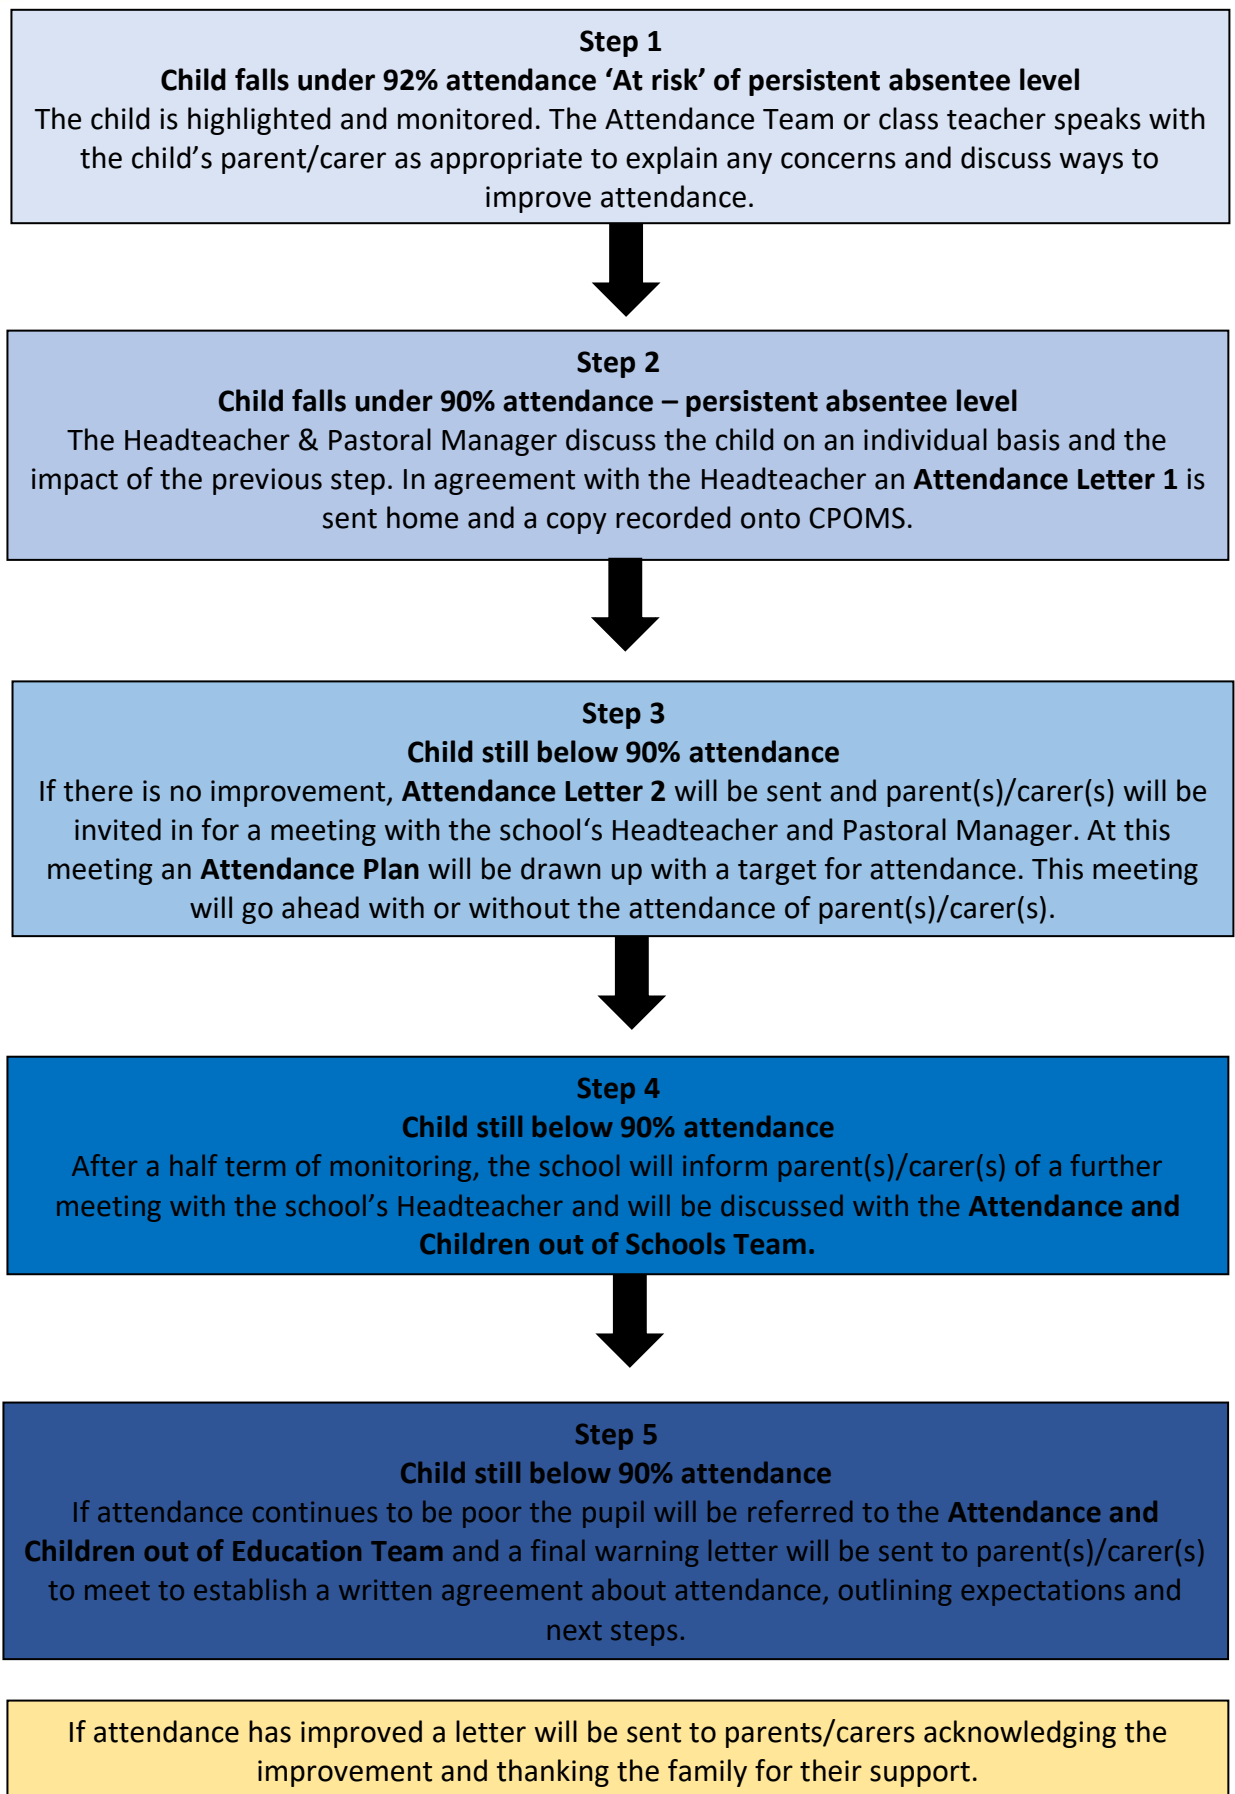 Step 1
Child falls under 92% attendance ‘At risk’ of persistent absentee level
The child is highlighted and monitored. The Attendance Team or class teacher speaks with
the child’s parent/carer as appropriate to explain any concerns and discuss ways to
improve attendance.
Step 2
Child falls under 90% attendance – persistent absentee level
The Headteacher & Pastoral Manager discuss the child on an individual basis and the
impact of the previous step. In agreement with the Headteacher an Attendance Letter 1 is
sent home and a copy recorded onto CPOMS.
Step 3
Child still below 90% attendance
If there is no improvement, Attendance Letter 2 will be sent and parent(s)/carer(s) will be
invited in for a meeting with the school‘s Headteacher and Pastoral Manager. At this
meeting an Attendance Plan will be drawn up with a target for attendance. This meeting
will go ahead with or without the attendance of parent(s)/carer(s).
Step 4
Child still below 90% attendance
After a half term of monitoring, the school will inform parent(s)/carer(s) of a further
meeting with the school’s Headteacher and will be discussed with the Attendance and
Children out of Schools Team.
Step 5
Child still below 90% attendance
If attendance continues to be poor the pupil will be referred to the Attendance and
Children out of Education Team and a final warning letter will be sent to parent(s)/carer(s)
to meet to establish a written agreement about attendance, outlining expectations and
next steps.
If attendance has improved a letter will be sent to parents/carers acknowledging the
improvement and thanking the family for their support.